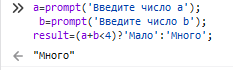 a=prompt('Введите число a');
b=prompt('Введите число b');
result=(a+b<4)?'Мало':'Много';
"Много"